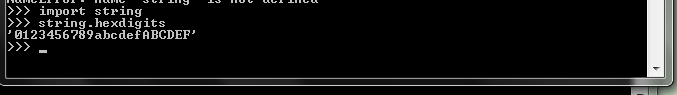 NameError: name 'string' is not defined
>>> import string
>>> string.hexdigits
'0123456789abcdefABCDEF'
>>> _